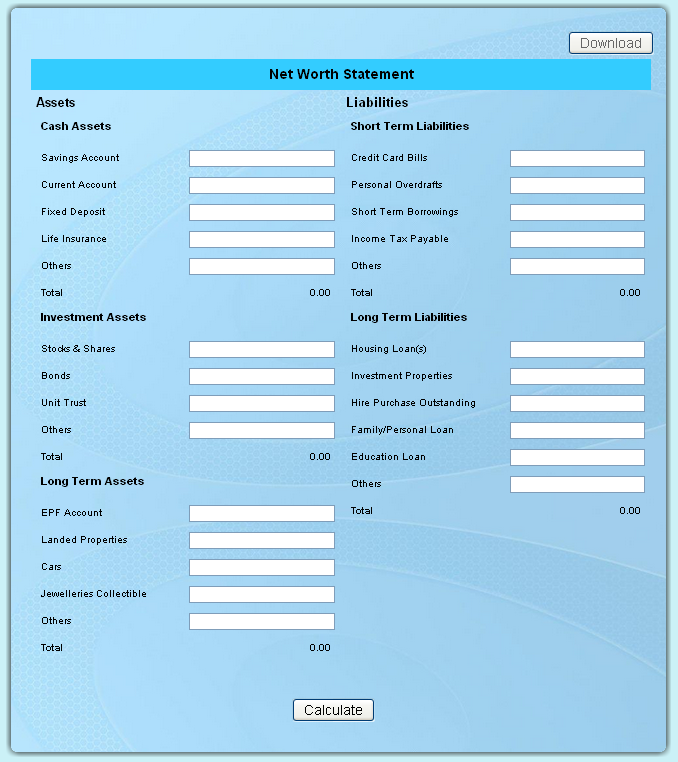 Download
Net Worth Statement
Assets
Cash Assets
Savings Account
Current Account
Fixed Deposit
Life Insurance
Others
Total 0.00
Investment Assets
Stocks & Shares
Bonds
Unit Trust
Others
Total 0.00
Long Term Assets
EPF Account
Landed Properties
Cars
Jewelleries Collectible
Others
Total 0.00
Liabilities
Short Term Liabilities
Credit Card Bills
Personal Overdrafts
Short Term Borrowings
Income Tax Payable
Others
Total 0.00
Long Term Liabilities
Housing Loan(s)
Investment Properties
Hire Purchase Outstanding
Family/Personal Loan
Education Loan
Others
Total 0.00
Calculate